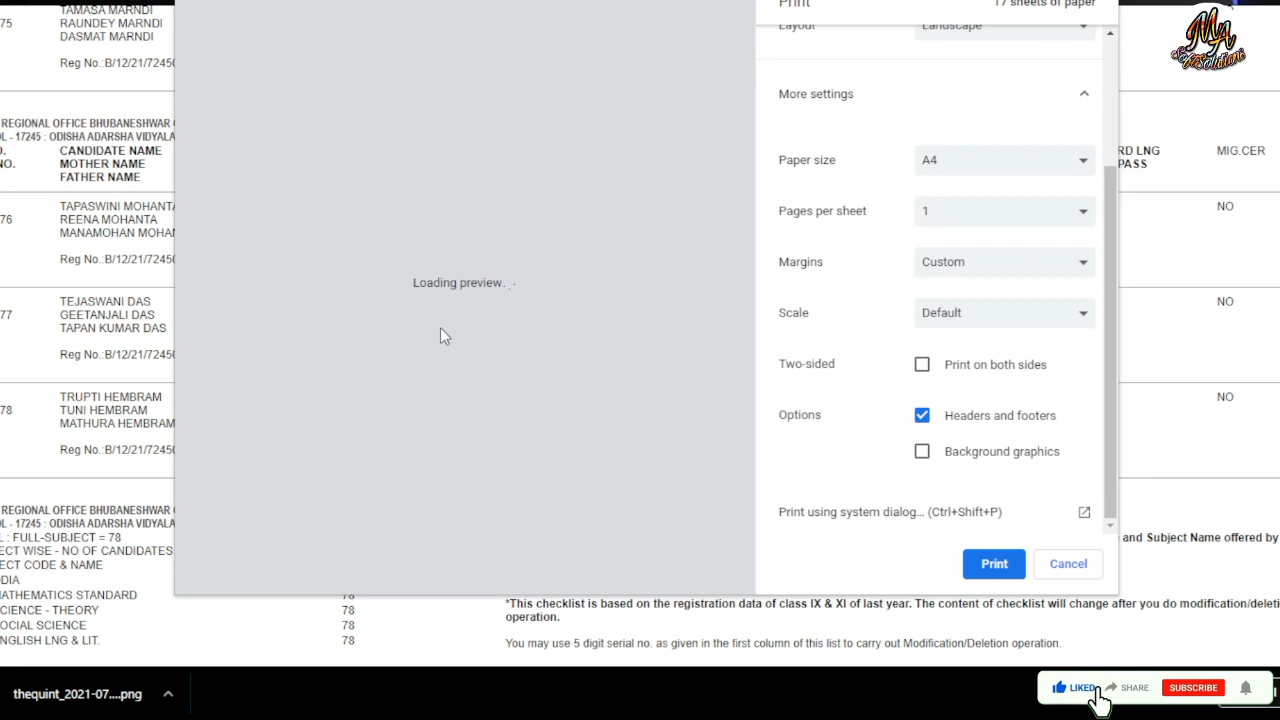 Print 17 sheets of paper
Layout Landscape
More settings
Paper size A4
Pages per sheet 1
Margins Custom
Scale Default
Two-sided Print on both sides
Options Headers and footers
Background graphics
Print using system dialog... (Ctrl+Shift+P)
Print Cancel
Loading preview
TAMASA MARNDI
75 RAUNDEY MARNDI
DASMAT MARNDI
Reg No.:B/12/21/7245
REGIONAL OFFICE BHUBANESHWAR
OL - 17245 : ODISHA ADARSHA VIDYALA
CANDIDATE NAME
NO. MOTHER NAME
FATHER NAME
RD LNG MIG.CER
PASS
TAPASWINI MOHANTA NO
76 REENA MOHANTA
MANAMOHAN MOHAN
Reg No.:B/12/21/7245
TEJASWANI DAS NO
77 GEETANJALI DAS
TAPAN KUMAR DAS
Reg No.:B/12/21/7245
TRUPTI HEMBRAM NO
78 TUNI HEMBRAM
MATHURA HEMBRAM
Reg No.:B/12/21/7245
REGIONAL OFFICE BHUBANESHWAR
OL - 17245 : ODISHA ADARSHA VIDYALA
L : FULL-SUBJECT = 78 and Subject Name offered by
ECT WISE - NO OF CANDIDATES
ECT CODE & NAME
DIA
ATHEMATICS STANDARD 78
CIENCE - THEORY 78
OCIAL SCIENCE 78
NGLISH LNG & LIT. 78
*This checklist is based on the registration data of class IX & XI of last year. The content of checklist will change after you do modification/deleti
operation.
You may use 5 digit serial no. as given in the first column of this list to carry out Modification/Deletion operation.
thequint_2021-07....png
LIKED SHARE SUBSCRIBE
MA
Solution